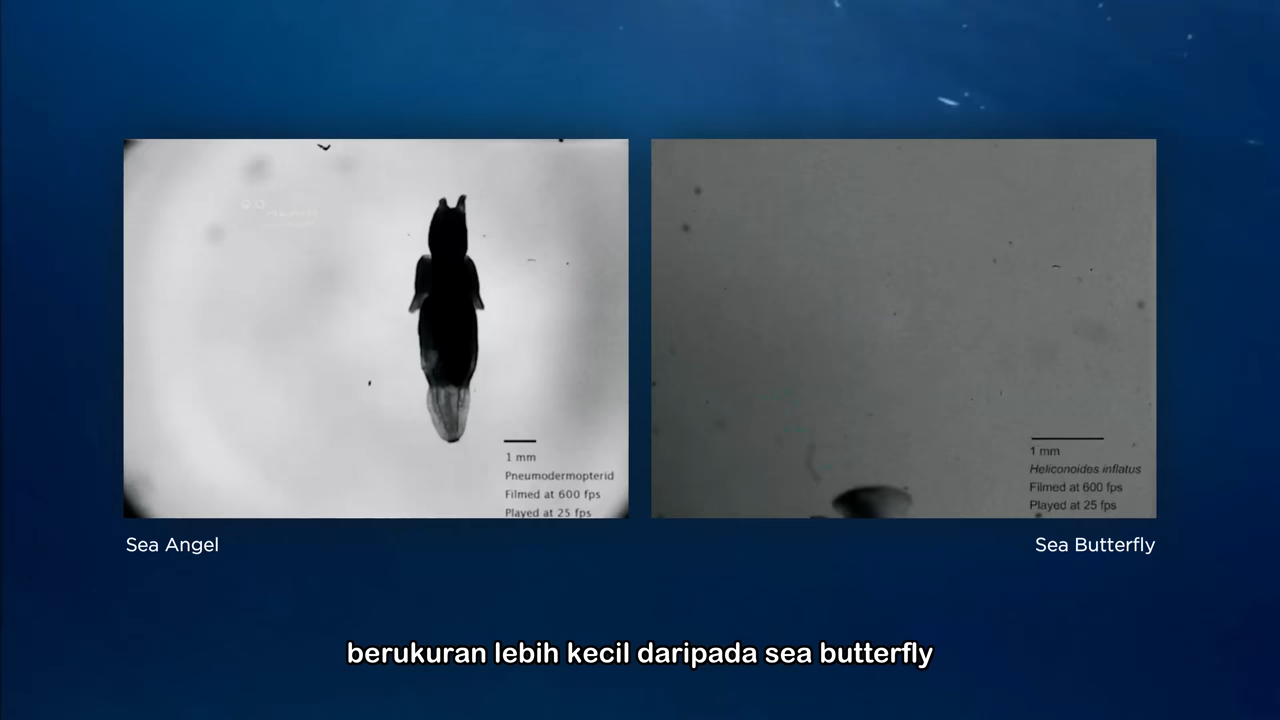 1 mm
Pneumodermopterid
Filmed at 600 fps
Played at 25 fps
1 mm
Heliconoides inflatus
Filmed at 600 fps
Played at 25 fps
Sea Angel
Sea Butterfly
berukuran lebih kecil daripada sea butterfly